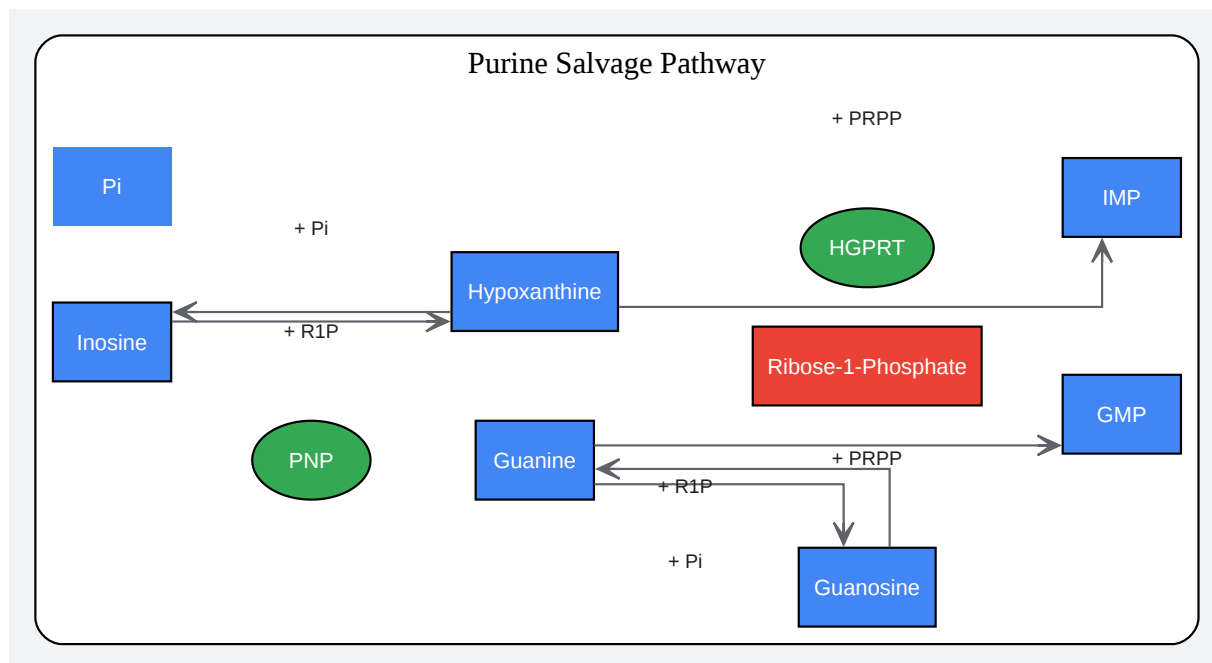 Purine Salvage Pathway
+ PRPP
Pi
IMP
+ Pi
HGPRT
Hypoxanthine
+ R1P
Inosine
Ribose-1-Phosphate
GMP
PNP
Guanine
+ PRPP
+ R1P
+ Pi
Guanosine